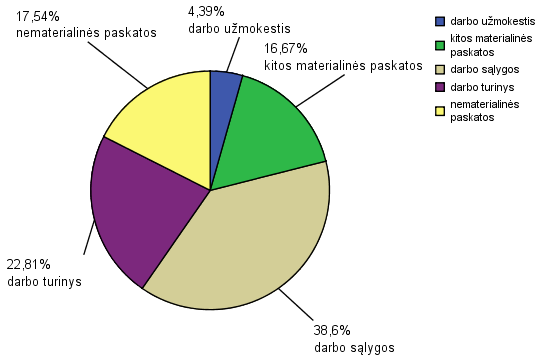 17,54%
nematerialinės paskatos
4,39%
darbo užmokestis
16,67%
kitos materialinės paskatos
22,81%
darbo turinys
38,6%
darbo sąlygos
darbo užmokestis
kitos materialinės
paskatos
darbo sąlygos
darbo turinys
nematerialinės
paskatos